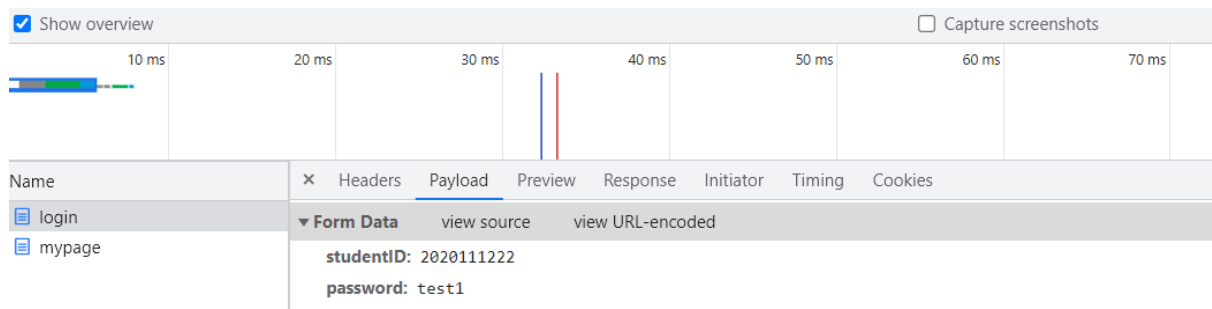 Show overview Capture screenshots
10 ms 20 ms 30 ms 40 ms 50 ms 60 ms 70 ms
Name × Headers Payload Preview Response Initiator Timing Cookies
login ▼Form Data view source view URL-encoded
mypage studentID: 2020111222
password: test1